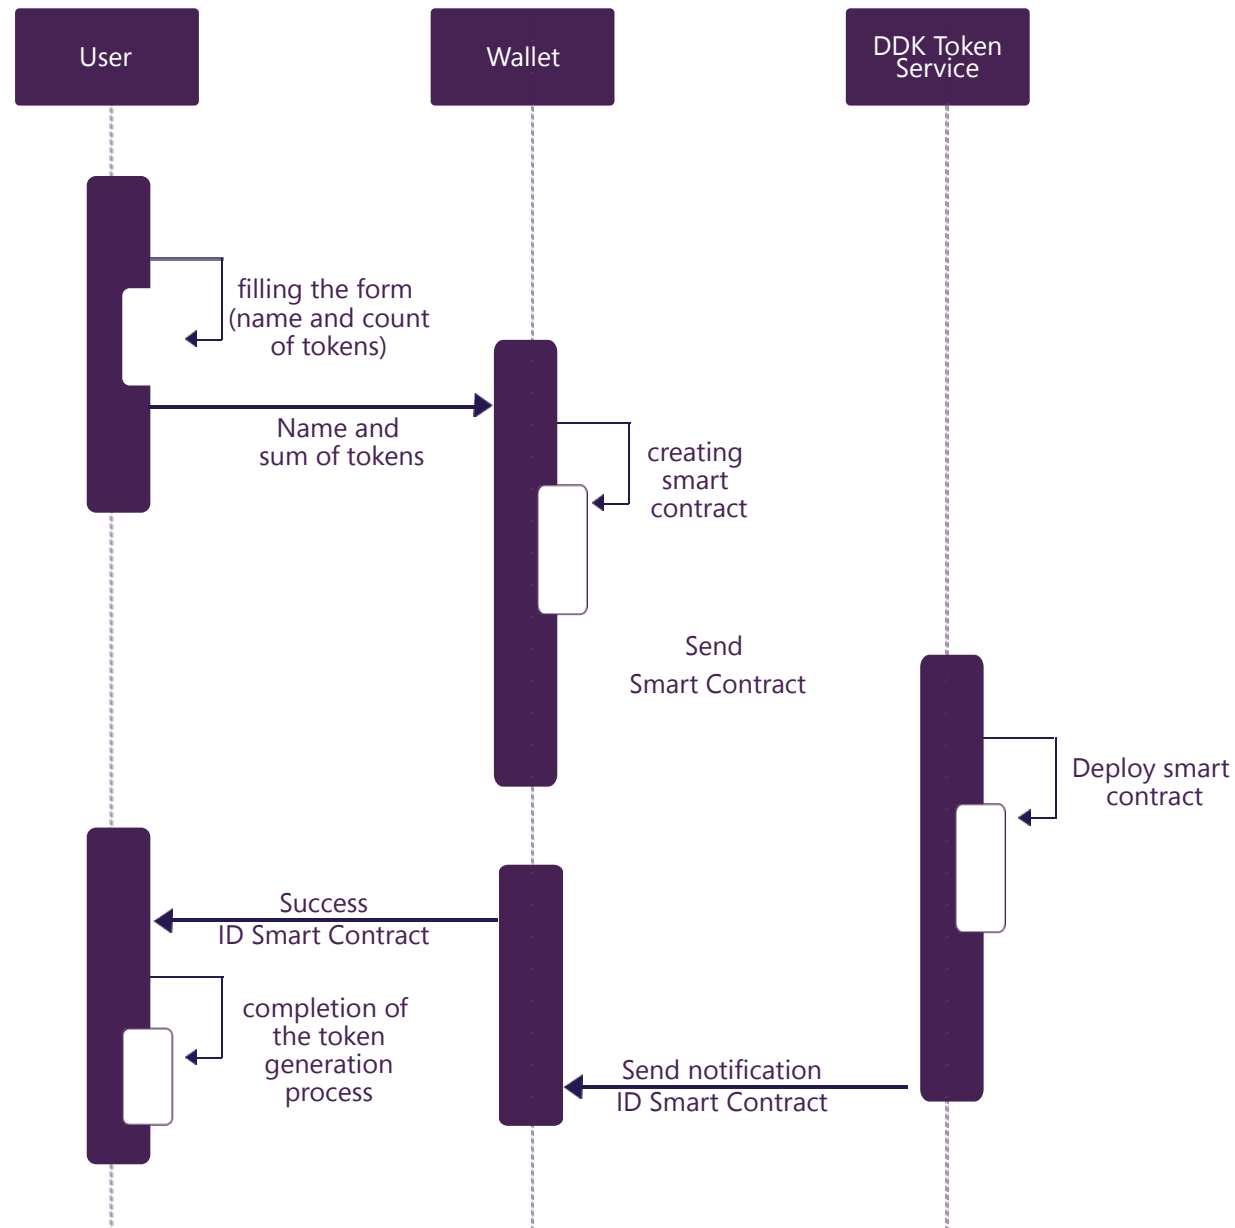 User
Wallet
DDK Token
Service
filling the form
(name and count
of tokens)
Name and
sum of tokens
creating
smart
contract
Send
Smart Contract
Deploy smart
contract
Success
ID Smart Contract
completion of
the token
generation
process
Send notification
ID Smart Contract